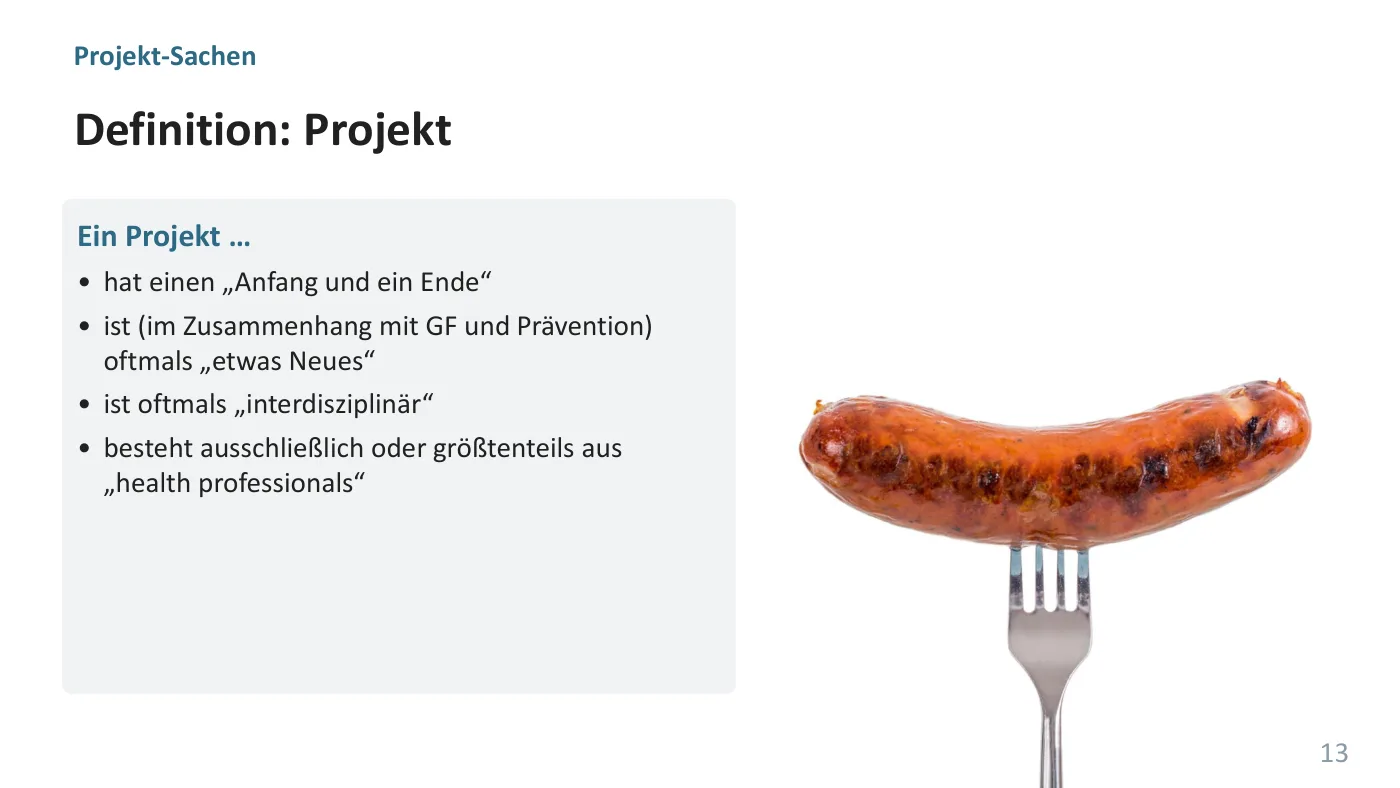 Projekt-Sachen
Definition: Projekt
Ein Projekt …
• hat einen „Anfang und ein Ende“
• ist (im Zusammenhang mit GF und Prävention)
oftmals „etwas Neues“
• ist oftmals „interdisziplinär“
• besteht ausschließlich oder größtenteils aus
„health professionals“
13